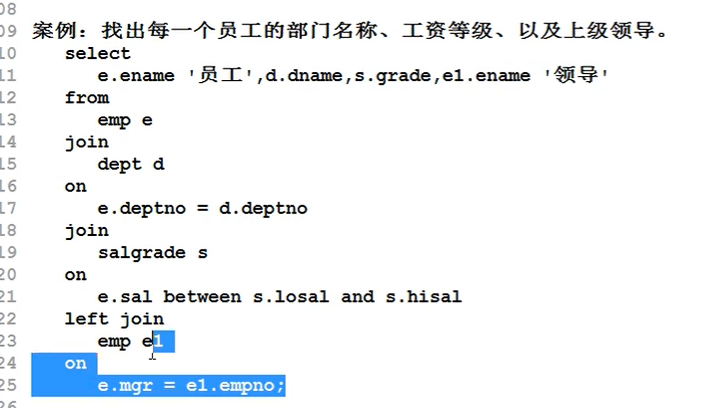 08
09 案例：找出每一个员工的部门名称、工资等级、以及上级领导。
10 select
11 e.ename '员工',d.dname,s.grade,e1.ename '领导'
12 from
13 emp e
14 join
15 dept d
16 on
17 e.deptno = d.deptno
18 join
19 salgrade s
20 on
21 e.sal between s.losal and s.hisal
22 left join
23 emp e1
24 on
25 e.mgr = e1.empno;
26